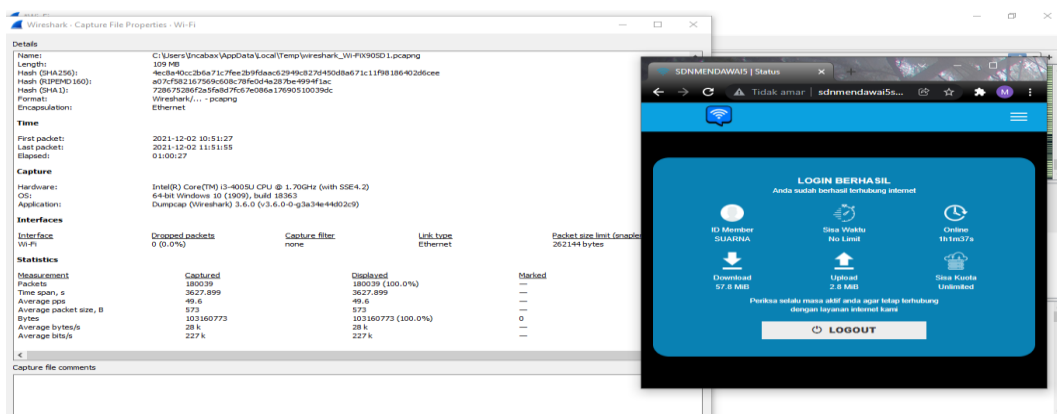 Wireshark · Capture File Properties · Wi-Fi
Details
Name: C:\Users\Incabax\AppData\Local\Temp\wireshark_Wi-FiX90SD1.pcapng
Length: 109 MB
Hash (SHA256): 4ec8a40cc2b6a71c7fee2b9fdaac62949c827d450d8a671c11f98186402d6cee
Hash (RIPEMD160): a07cf582167569c608c78fe0d4a287be4994f1ac
Hash (SHA1): 728675286f2a5fa8d7fc67e086a17690510039dc
Format: Wireshark/... - pcapng
Encapsulation: Ethernet
Time
First packet: 2021-12-02 10:51:27
Last packet: 2021-12-02 11:51:55
Elapsed: 01:00:27
Capture
Hardware: Intel(R) Core(TM) i3-4005U CPU @ 1.70GHz (with SSE4.2)
OS: 64-bit Windows 10 (1909), build 18363
Application: Dumpcap (Wireshark) 3.6.0 (v3.6.0-0-g3a34e44d02c9)
Interfaces
Interface Dropped packets Capture filter Link type Packet size limit (snaplen
Wi-Fi 0 (0.0%) none Ethernet 262144 bytes
Statistics
Measurement Captured Displayed Marked
Packets 180039 180039 (100.0%) —
Time span, s 3627.899 3627.899 —
Average pps 49.6 49.6 —
Average packet size, B 573 573 —
Bytes 103160773 103160773 (100.0%) 0
Average bytes/s 28 k 28 k —
Average bits/s 227 k 227 k —
Capture file comments
SDNMENDAWAI5 | Status
Tidak aman | sdnmendawai5s...
M
LOGIN BERHASIL
Anda sudah berhasil terhubung internet
ID Member Sisa Waktu Online
SUARNA No Limit 1h1m37s
Download Upload Sisa Kuota
57.8 MiB 2.8 MiB Unlimited
Periksa selalu masa aktif anda agar tetap terhubung
dengan layanan internet kami
LOGOUT